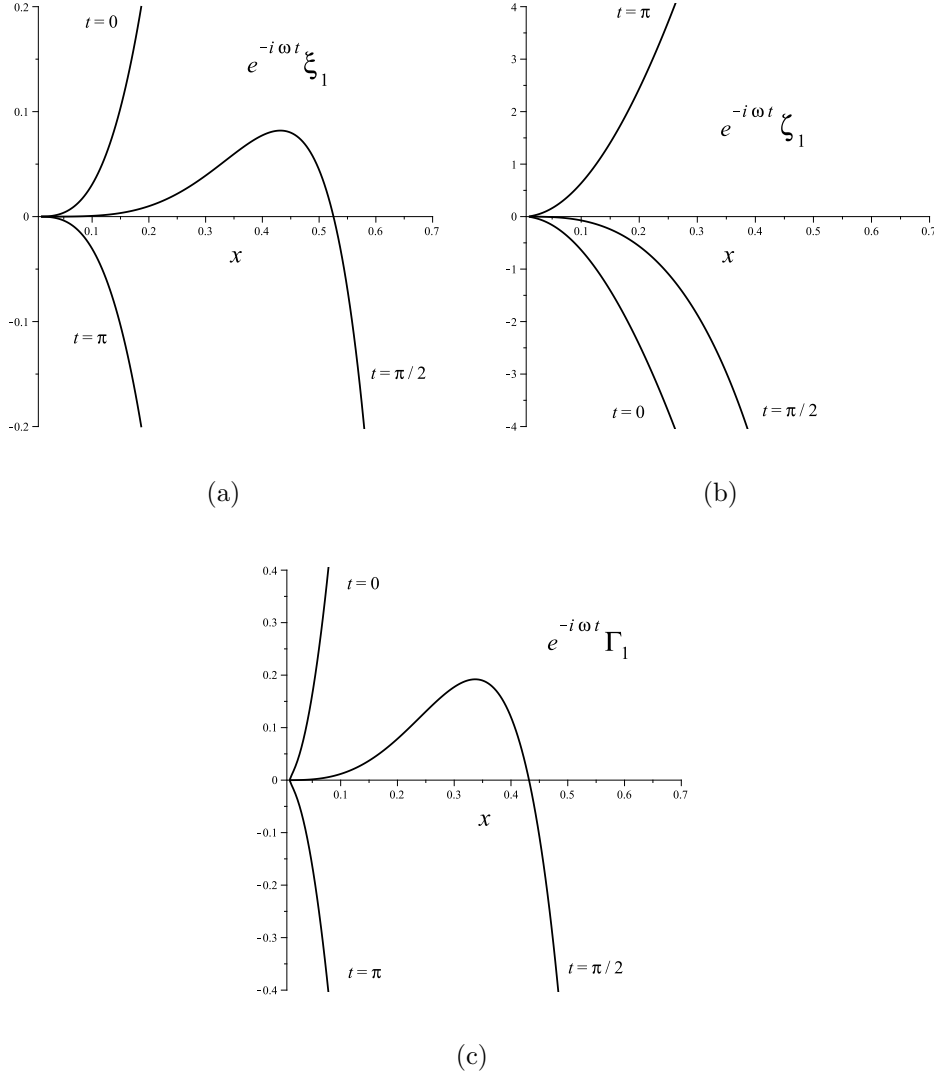 0.2
t = 0
e^{-i ω t} ξ_1
0.1
0
0.1 0.2 0.3 0.4 0.5 0.6 0.7
x
-0.1
t = π
t = π / 2
-0.2
(a)
4
t = π
3
e^{-i ω t} ζ_1
2
1
0
0.1 0.2 0.3 0.4 0.5 0.6 0.7
x
-1
-2
-3
t = 0
t = π / 2
-4
(b)
0.4
t = 0
0.3
e^{-i ω t} Γ_1
0.2
0.1
0
0.1 0.2 0.3 0.4 0.5 0.6 0.7
x
-0.1
-0.2
-0.3
t = π
t = π / 2
-0.4
(c)